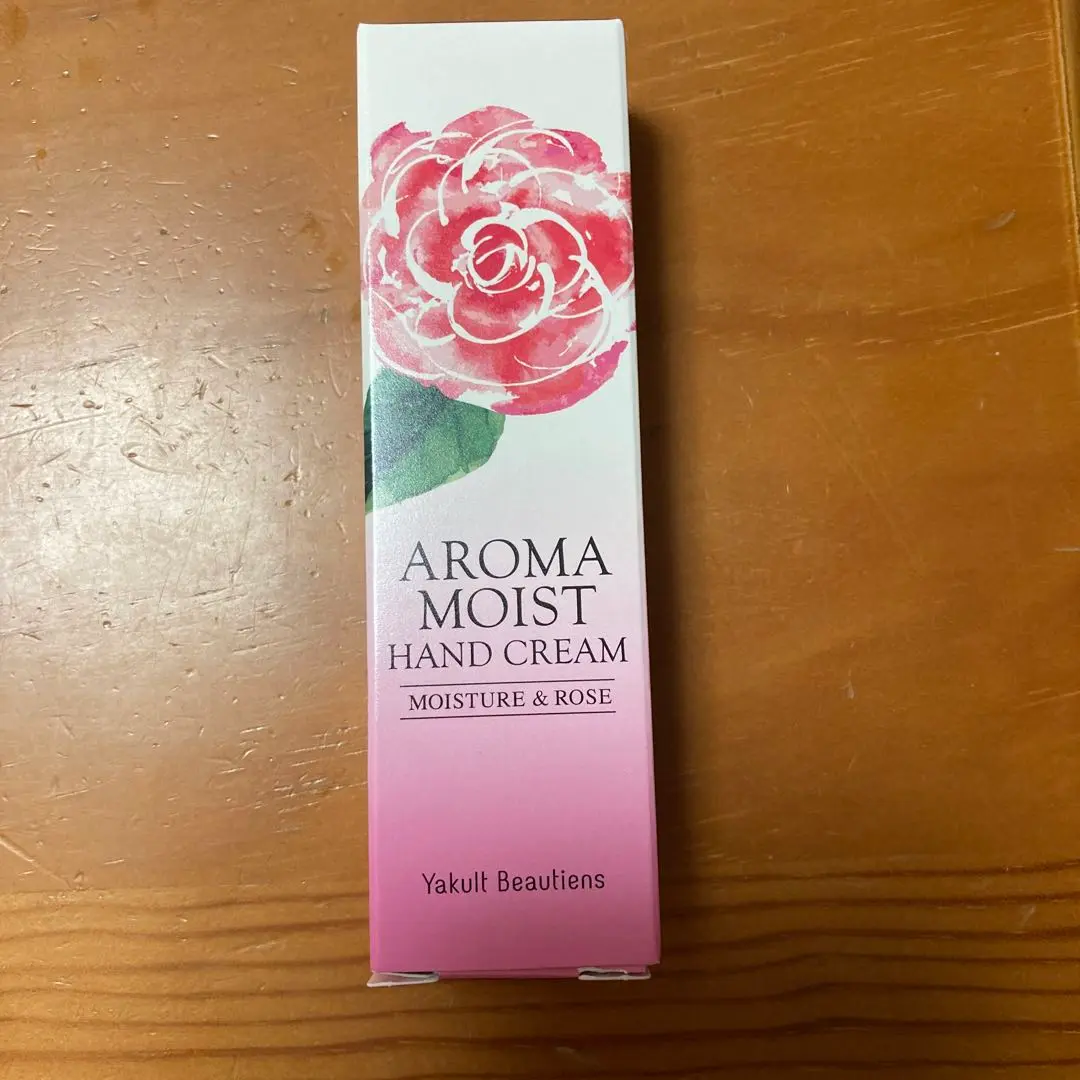 AROMA
MOIST
HAND CREAM
MOISTURE & ROSE
Yakult Beautiens